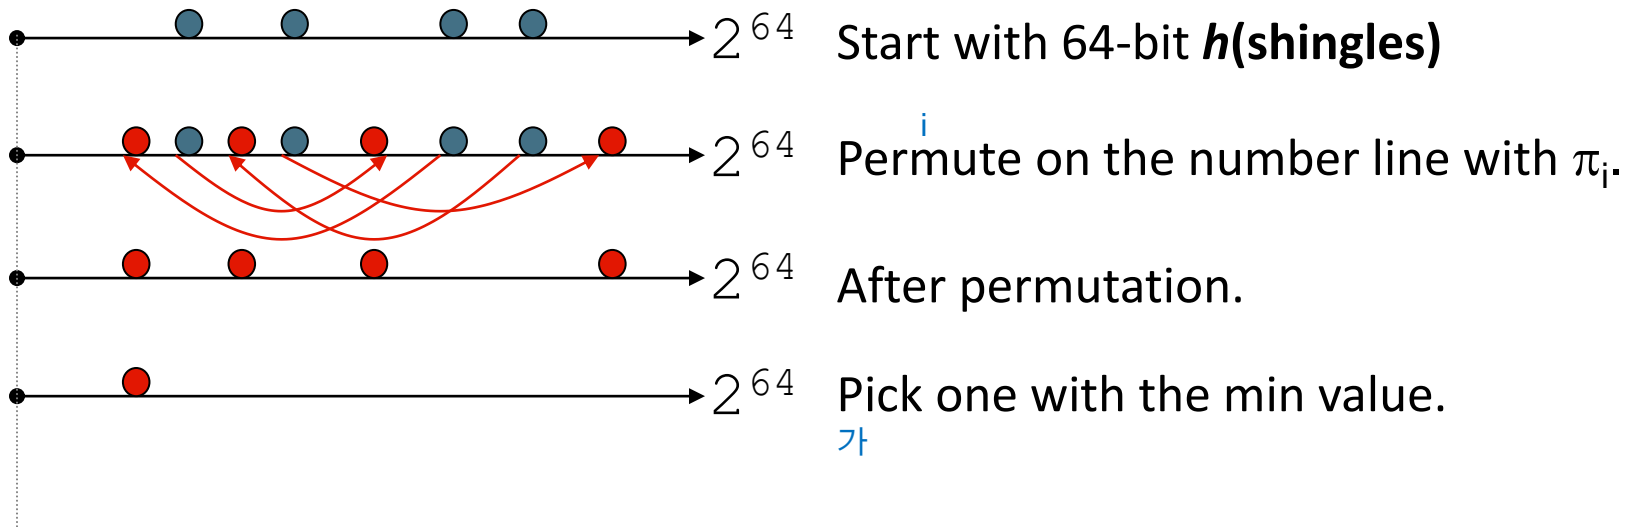 2^64 Start with 64-bit h(shingles)
i
2^64 Permute on the number line with π_i.
2^64 After permutation.
2^64 Pick one with the min value.
가